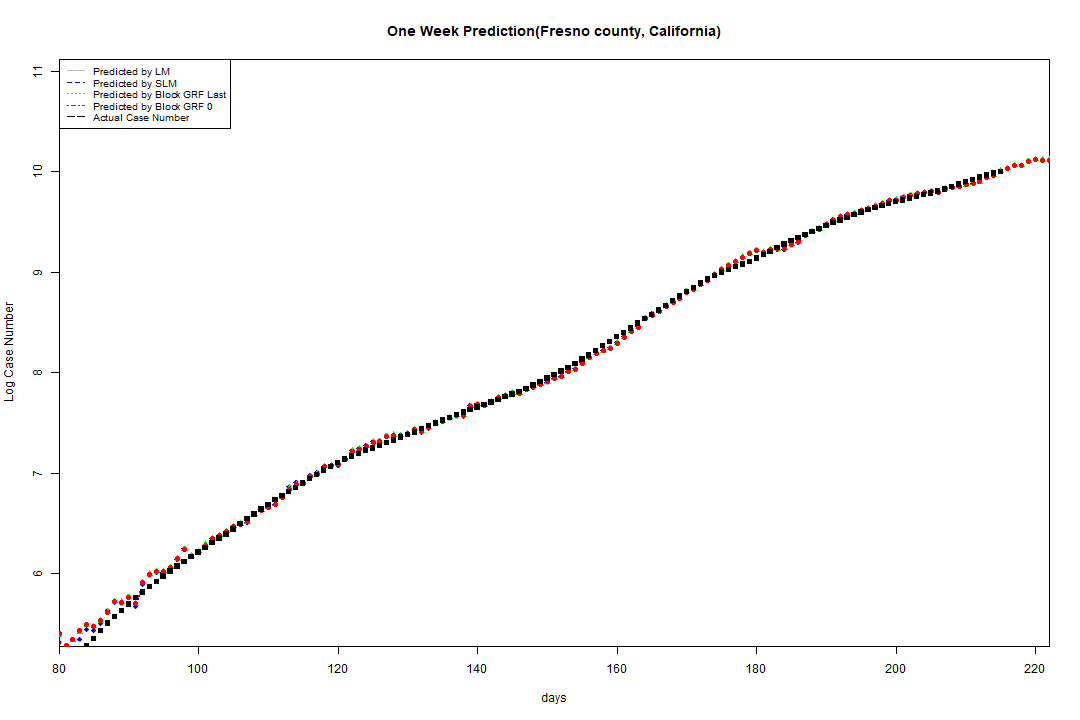 One Week Prediction(Fresno county, California)
Predicted by LM
Predicted by SLM
Predicted by Block GRF Last
Predicted by Block GRF 0
Actual Case Number
11
10
9
8
7
6
Log Case Number
80 100 120 140 160 180 200 220
days